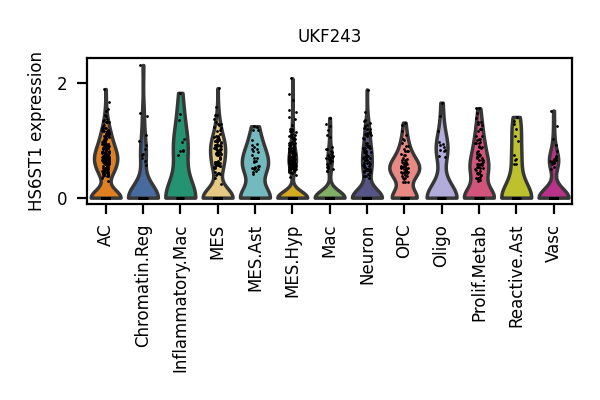 UKF243
HS6ST1 expression
2
0
AC
Chromatin.Reg
Inflammatory.Mac
MES
MES.Ast
MES.Hyp
Mac
Neuron
OPC
Oligo
Prolif.Metab
Reactive.Ast
Vasc